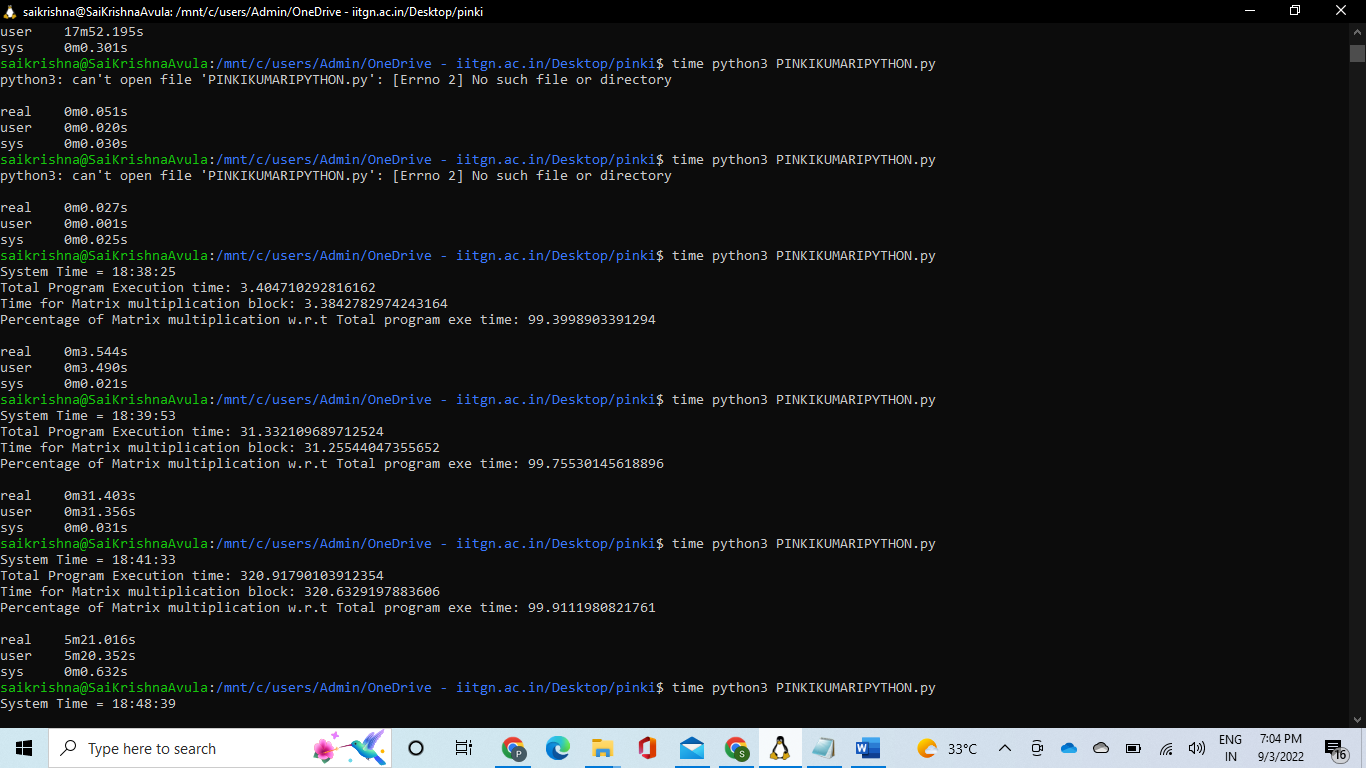 saikrishna@SaiKrishnaAvula: /mnt/c/users/Admin/OneDrive - iitgn.ac.in/Desktop/pinki
user    17m52.195s
sys     0m0.301s
saikrishna@SaiKrishnaAvula:/mnt/c/users/Admin/OneDrive - iitgn.ac.in/Desktop/pinki$ time python3 PINKIKUMARIPYTHON.py
python3: can't open file 'PINKIKUMARIPYTHON.py': [Errno 2] No such file or directory
real    0m0.051s
user    0m0.020s
sys     0m0.030s
saikrishna@SaiKrishnaAvula:/mnt/c/users/Admin/OneDrive - iitgn.ac.in/Desktop/pinki$ time python3 PINKIKUMARIPYTHON.py
python3: can't open file 'PINKIKUMARIPYTHON.py': [Errno 2] No such file or directory
real    0m0.027s
user    0m0.001s
sys     0m0.025s
saikrishna@SaiKrishnaAvula:/mnt/c/users/Admin/OneDrive - iitgn.ac.in/Desktop/pinki$ time python3 PINKIKUMARIPYTHON.py
System Time = 18:38:25
Total Program Execution time: 3.404710292816162
Time for Matrix multiplication block: 3.3842782974243164
Percentage of Matrix multiplication w.r.t Total program exe time: 99.3998903391294
real    0m3.544s
user    0m3.490s
sys     0m0.021s
saikrishna@SaiKrishnaAvula:/mnt/c/users/Admin/OneDrive - iitgn.ac.in/Desktop/pinki$ time python3 PINKIKUMARIPYTHON.py
System Time = 18:39:53
Total Program Execution time: 31.332109689712524
Time for Matrix multiplication block: 31.25544047355652
Percentage of Matrix multiplication w.r.t Total program exe time: 99.75530145618896
real    0m31.403s
user    0m31.356s
sys     0m0.031s
saikrishna@SaiKrishnaAvula:/mnt/c/users/Admin/OneDrive - iitgn.ac.in/Desktop/pinki$ time python3 PINKIKUMARIPYTHON.py
System Time = 18:41:33
Total Program Execution time: 320.91790103912354
Time for Matrix multiplication block: 320.6329197883606
Percentage of Matrix multiplication w.r.t Total program exe time: 99.9111980821761
real    5m21.016s
user    5m20.352s
sys     0m0.632s
saikrishna@SaiKrishnaAvula:/mnt/c/users/Admin/OneDrive - iitgn.ac.in/Desktop/pinki$ time python3 PINKIKUMARIPYTHON.py
System Time = 18:48:39
Type here to search
P
S
W
33°C
ENG
IN
7:04 PM
9/3/2022
16